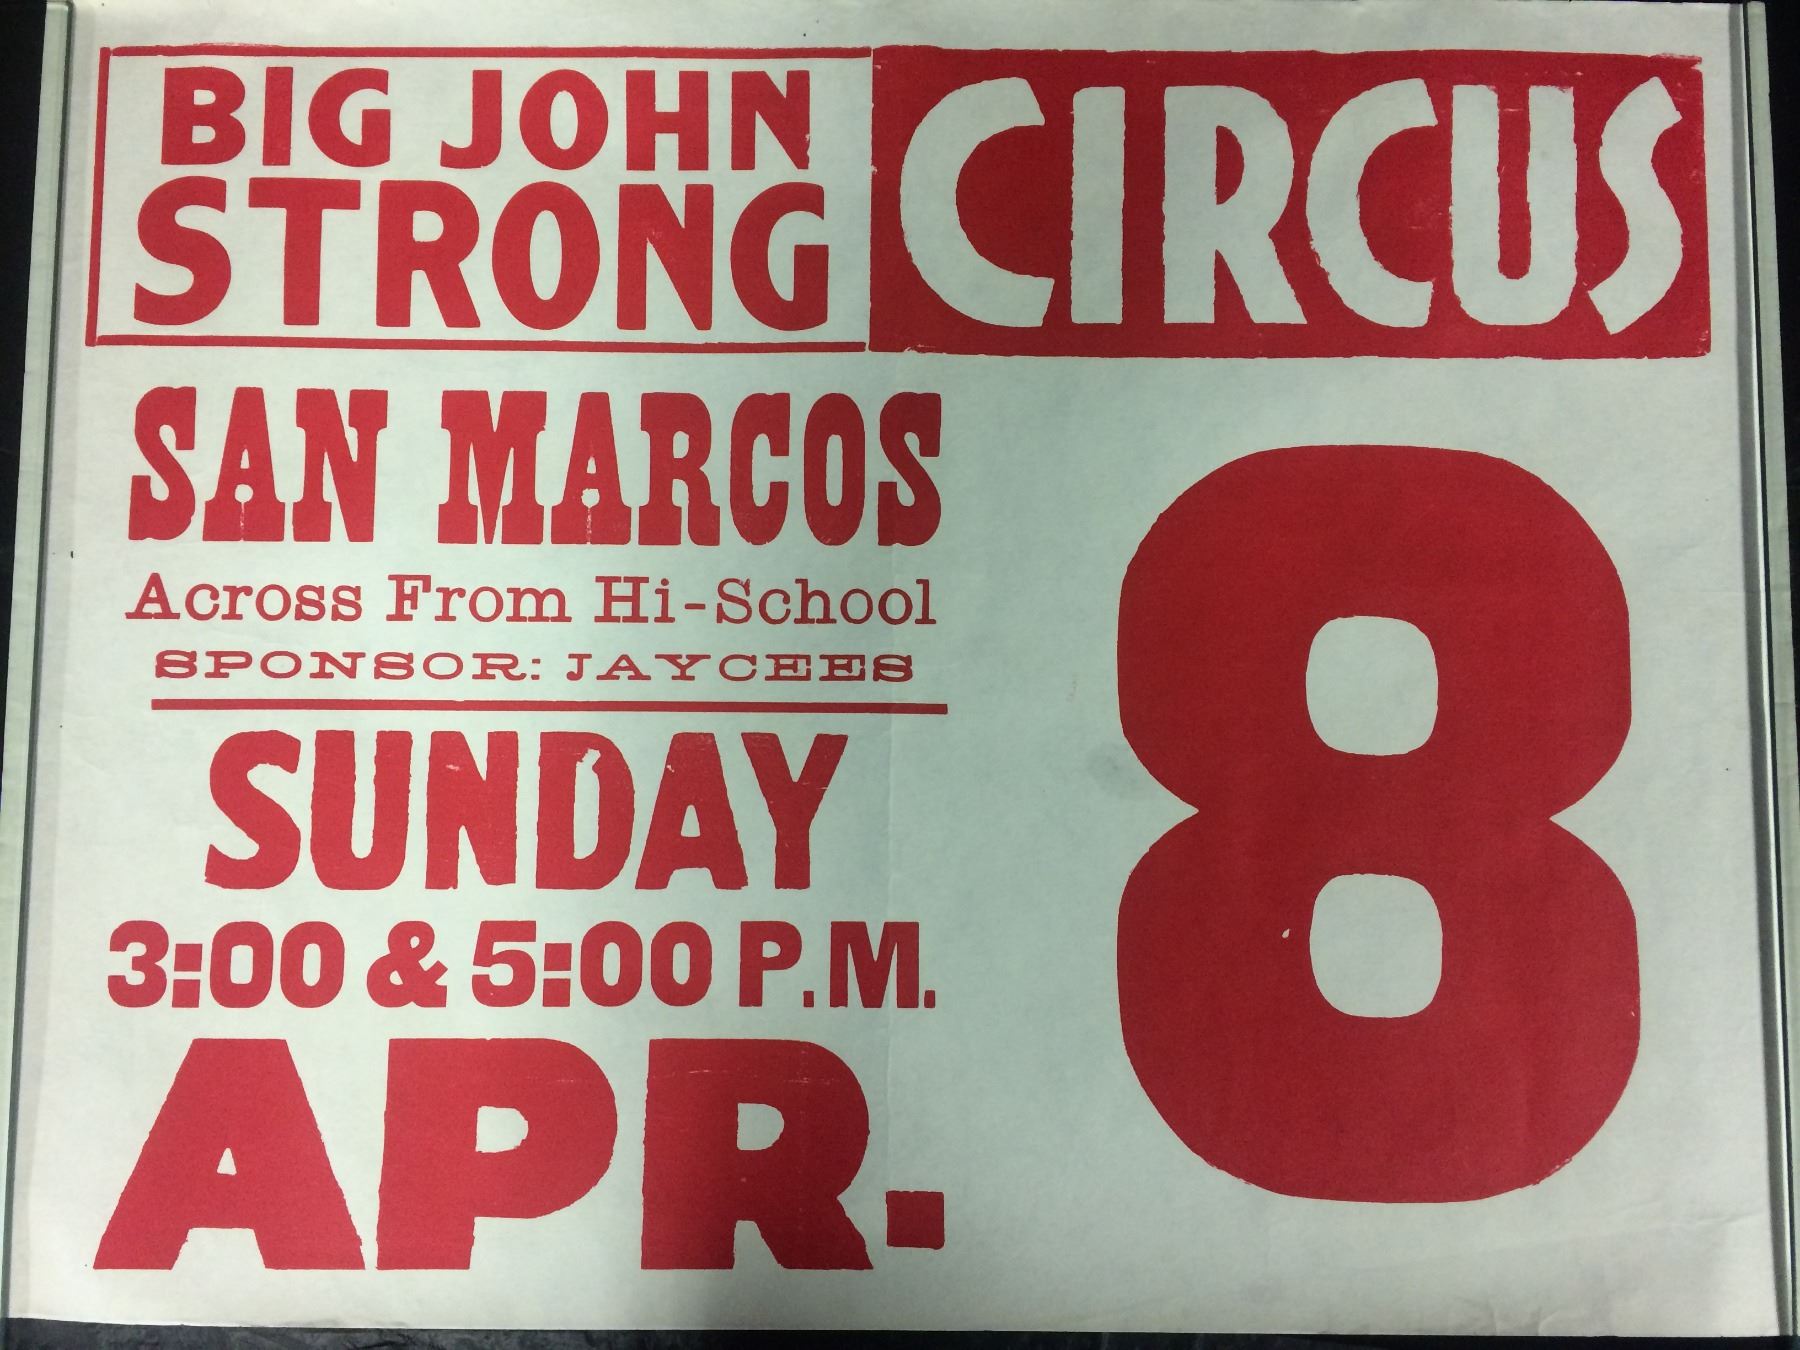 BIG JOHN
STRONG
CIRCUS
SAN MARCOS
Across From Hi-School
SPONSOR: JAYCEES
SUNDAY
3:00 & 5:00 P.M.
APR.
8